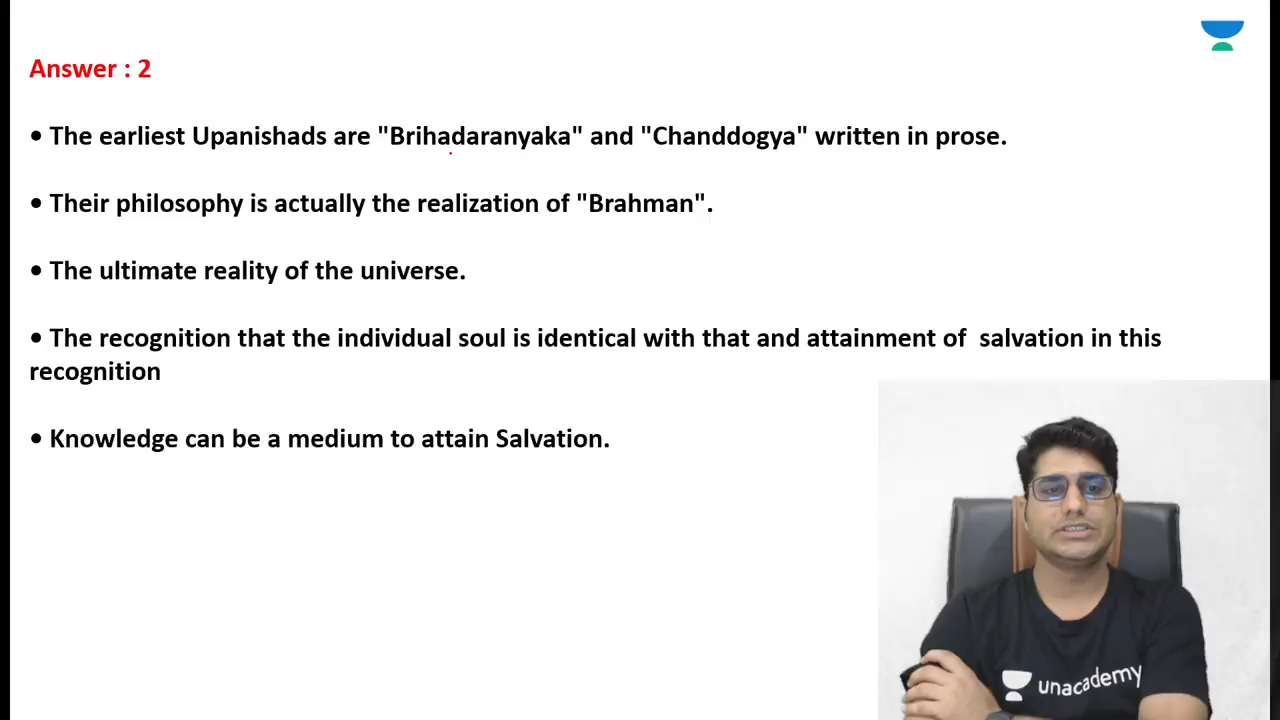 Answer : 2
• The earliest Upanishads are "Brihadaranyaka" and "Chanddogya" written in prose.
• Their philosophy is actually the realization of "Brahman".
• The ultimate reality of the universe.
• The recognition that the individual soul is identical with that and attainment of  salvation in this
recognition
• Knowledge can be a medium to attain Salvation.
unacademy